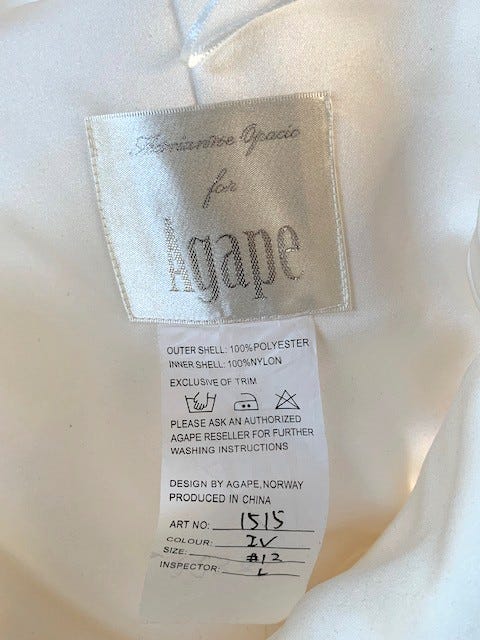 for
Agape
OUTER SHELL: 100%POLYESTER
INNER SHELL: 100%NYLON
EXCLUSIVE OF TRIM
PLEASE ASK AN AUTHORIZED
AGAPE RESELLER FOR FURTHER
WASHING INSTRUCTIONS
DESIGN BY AGAPE,NORWAY
PRODUCED IN CHINA
ART NO: 1515
COLOUR: IV
SIZE: #12
INSPECTOR: L